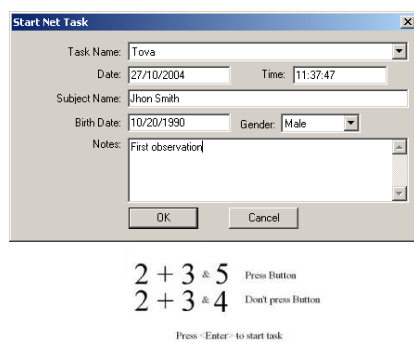 Start Net Task
Task Name: Tova
Date: 27/10/2004 Time: 11:37:47
Subject Name: Jhon Smith
Birth Date: 10/20/1990 Gender: Male
Notes: First observation
OK Cancel
2 + 3 & 5 Press Button
2 + 3 & 4 Don't press Button
Press <Enter> to start task